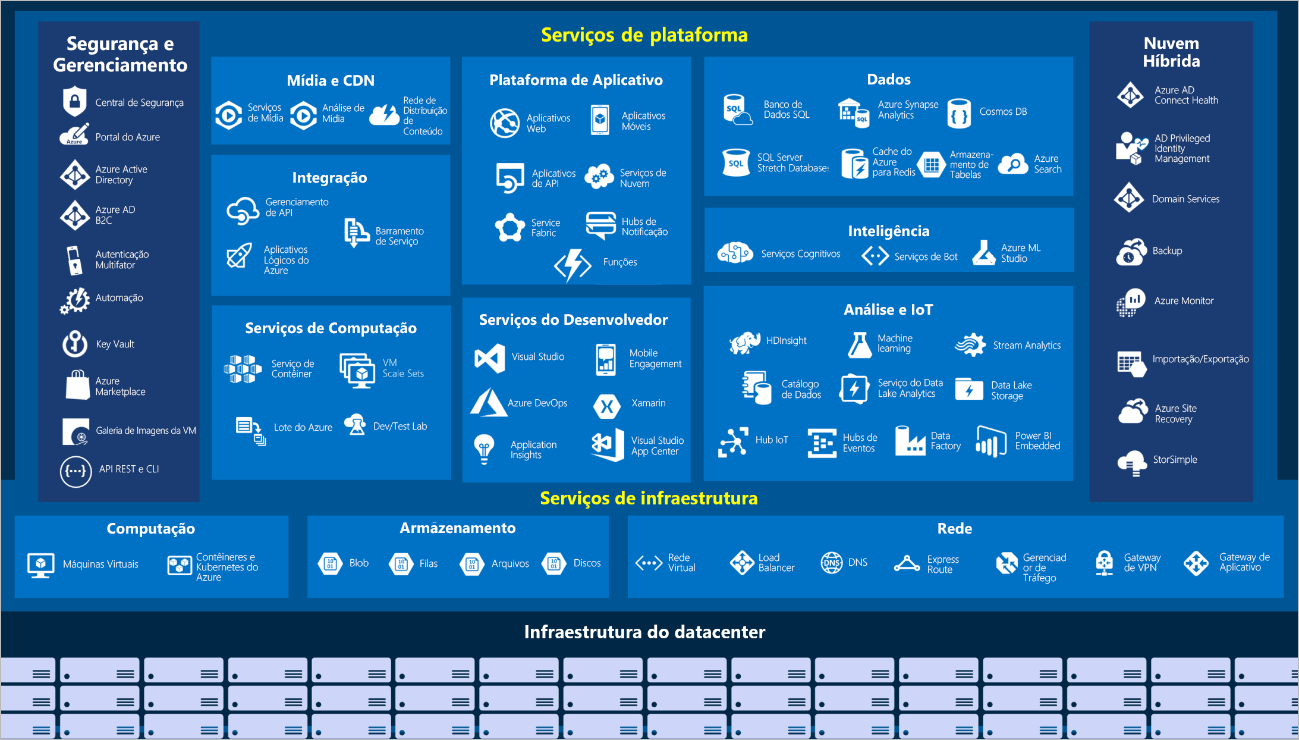 Serviços de plataforma
Segurança e
Gerenciamento
Central de Segurança
Azure
Portal do Azure
Azure Active
Directory
Azure AD
B2C
Autenticação
Multifator
Automação
Key Vault
Azure
Marketplace
Galeria de Imagens da VM
{···}
API REST e CLI
Mídia e CDN
Serviços
de Mídia
Análise de
Mídia
Rede de
Distribuição
de
Conteúdo
Integração
Gerenciamento
de API
Barramento
de Serviço
Aplicativos
Lógicos do
Azure
Serviços de Computação
Serviço de
Contêiner
VM
Scale Sets
Lote do Azure
Dev/Test Lab
Plataforma de Aplicativo
Aplicativos
Web
Aplicativos
Móveis
Aplicativos
de API
Serviços de
Nuvem
Service
Fabric
Hubs de
Notificação
Funções
Serviços do Desenvolvedor
Visual Studio
Mobile
Engagement
Azure DevOps
Xamarin
Application
Insights
Visual Studio
App Center
Dados
SQL
Banco de
Dados SQL
SQL
Azure Synapse
Analytics
{ }
Cosmos DB
SQL
SQL Server
Stretch Database
Cache do
Azure
para Redis
Armazena-
mento de
Tabelas
Azure
Search
Inteligência
Serviços Cognitivos
Serviços de Bot
Azure ML
Studio
Análise e IoT
HDInsight
Machine
learning
Stream Analytics
Catálogo
de Dados
Serviço do Data
Lake Analytics
Data Lake
Storage
Hub IoT
Hubs de
Eventos
Data
Factory
Power BI
Embedded
Nuvem
Híbrida
Azure AD
Connect Health
AD Privileged
Identity
Management
Domain Services
Backup
Azure Monitor
Importação/Exportação
Azure Site
Recovery
StorSimple
Serviços de infraestrutura
Computação
Máquinas Virtuais
Contêineres e
Kubernetes do
Azure
Armazenamento
Blob
Filas
Arquivos
Discos
Rede
Rede
Virtual
Load
Balancer
DNS
DNS
Express
Route
Gerenciad
or de
Tráfego
Gateway
de VPN
Gateway de
Aplicativo
Infraestrutura do datacenter